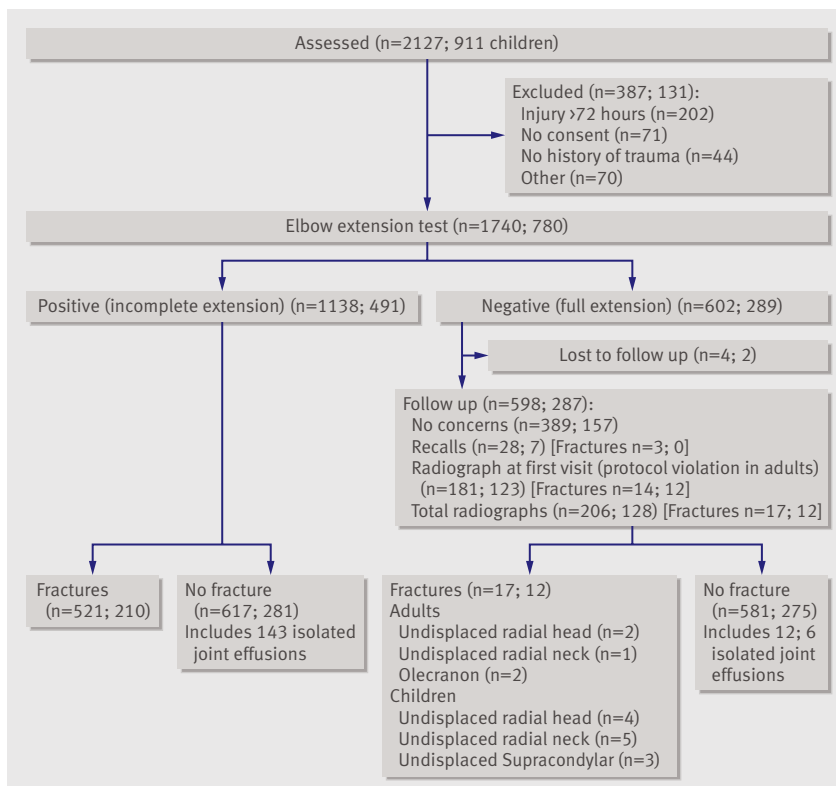 Assessed (n=2127; 911 children)
Excluded (n=387; 131):
Injury >72 hours (n=202)
No consent (n=71)
No history of trauma (n=44)
Other (n=70)
Elbow extension test (n=1740; 780)
Positive (incomplete extension) (n=1138; 491)
Negative (full extension) (n=602; 289)
Lost to follow up (n=4; 2)
Follow up (n=598; 287):
No concerns (n=389; 157)
Recalls (n=28; 7) [Fractures n=3; 0]
Radiograph at first visit (protocol violation in adults)
(n=181; 123) [Fractures n=14; 12]
Total radiographs (n=206; 128) [Fractures n=17; 12]
Fractures
(n=521; 210)
No fracture
(n=617; 281)
Includes 143 isolated
joint effusions
Fractures (n=17; 12)
Adults
Undisplaced radial head (n=2)
Undisplaced radial neck (n=1)
Olecranon (n=2)
Children
Undisplaced radial head (n=4)
Undisplaced radial neck (n=5)
Undisplaced Supracondylar (n=3)
No fracture
(n=581; 275)
Includes 12; 6
isolated joint
effusions